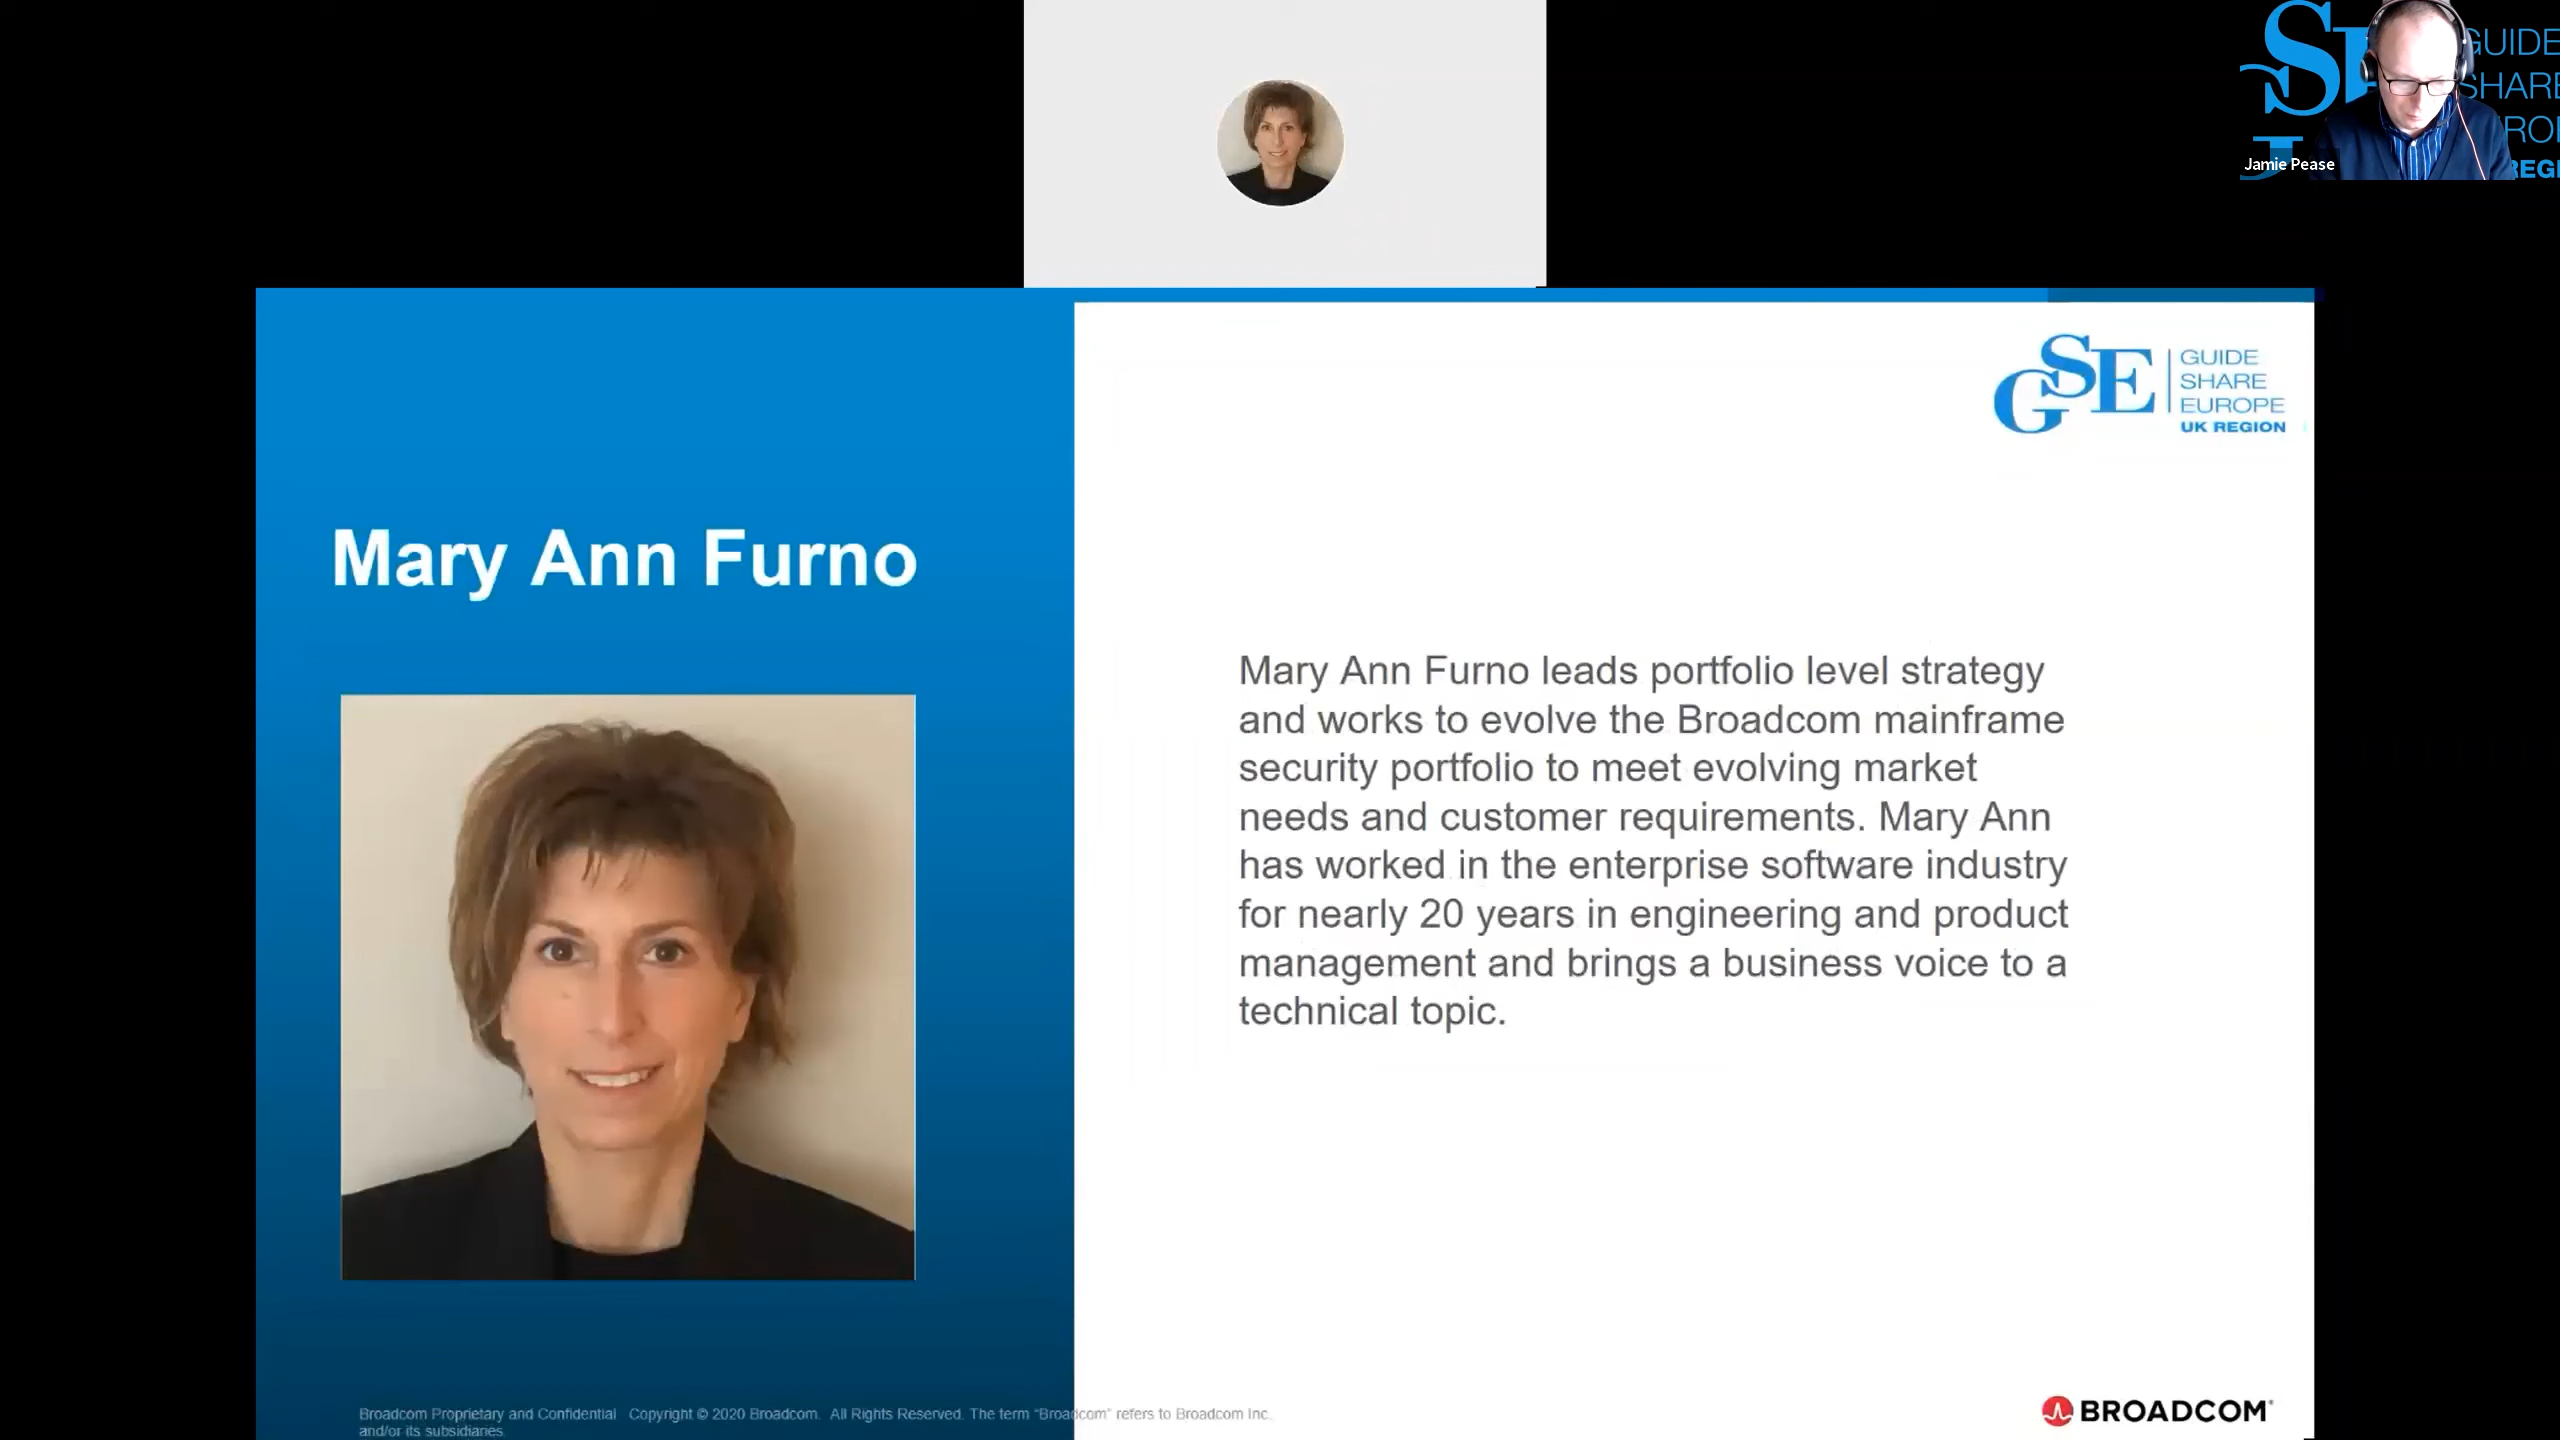 GUIDE
SHARE
Jamie Pease
GSE
GUIDE
SHARE
EUROPE
UK REGION
Mary Ann Furno
Mary Ann Furno leads portfolio level strategy
and works to evolve the Broadcom mainframe
security portfolio to meet evolving market
needs and customer requirements. Mary Ann
has worked in the enterprise software industry
for nearly 20 years in engineering and product
management and brings a business voice to a
technical topic.
Broadcom Proprietary and Confidential Copyright © 2020 Broadcom. All Rights Reserved. The term “Broadcom” refers to Broadcom Inc.
and/or its subsidiaries.
BROADCOM®